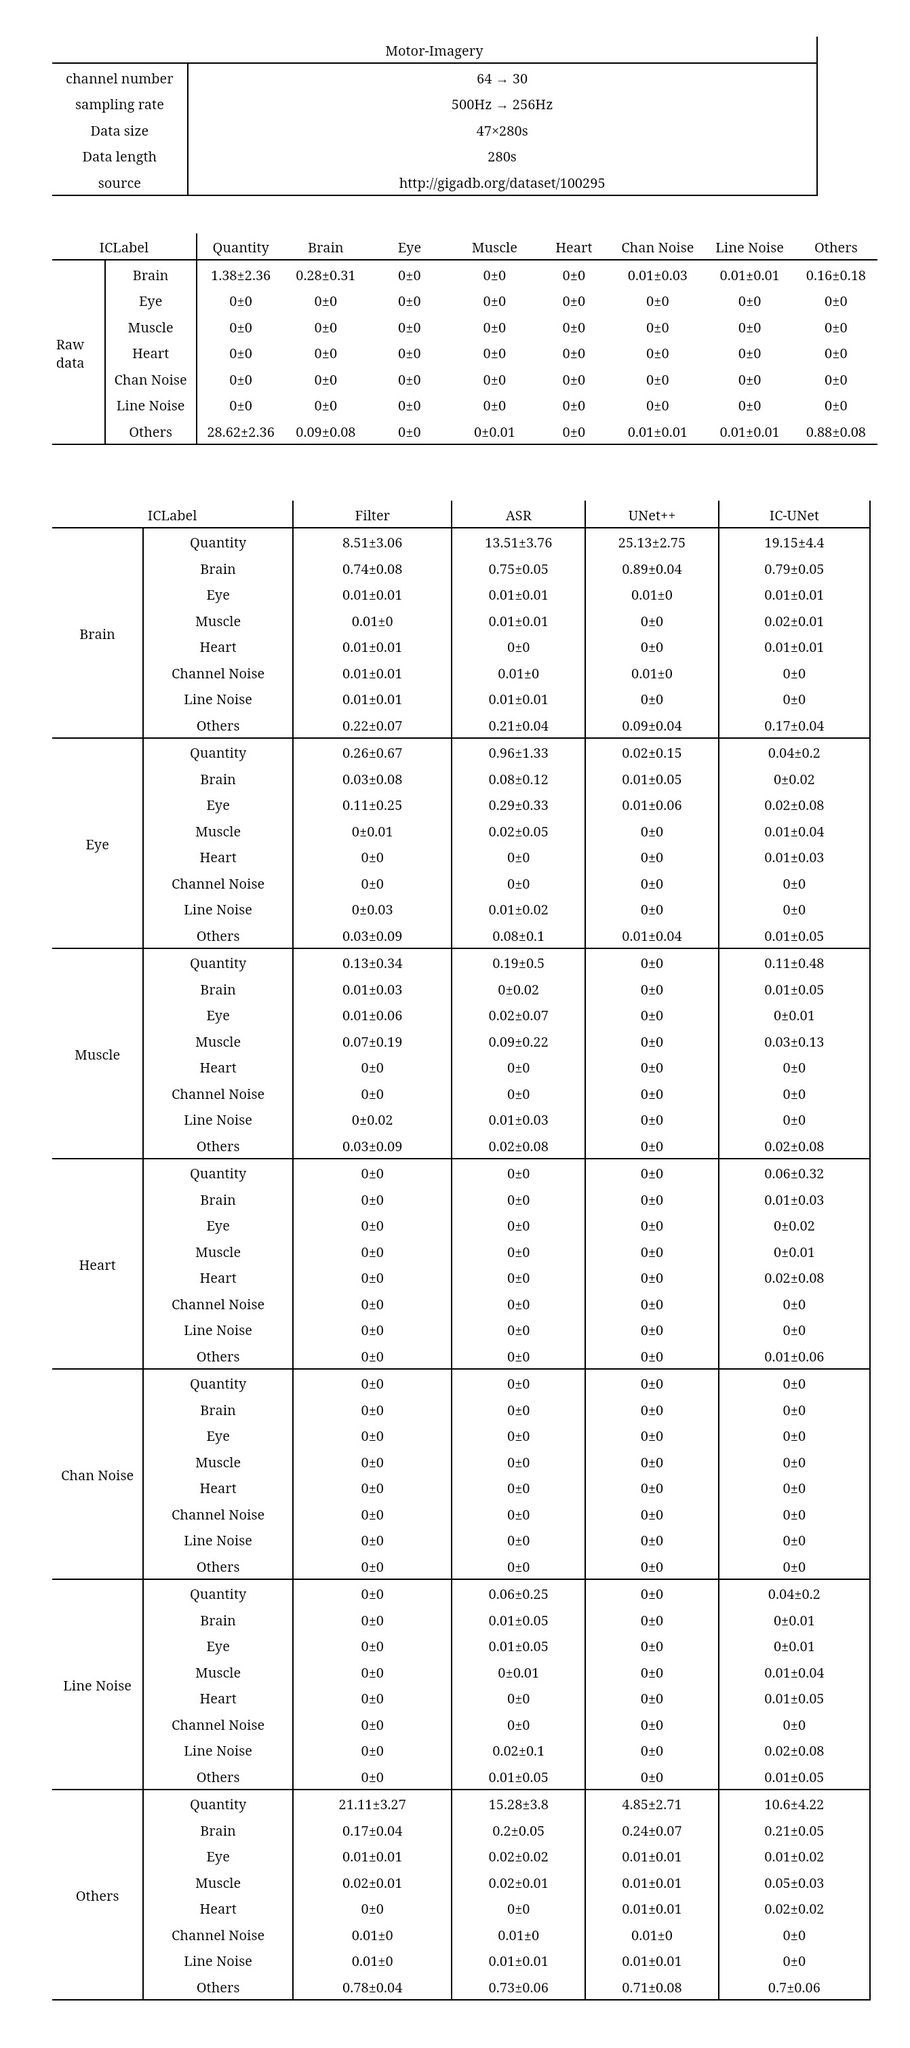 Motor-Imagery
channel number 64 → 30
sampling rate 500Hz → 256Hz
Data size 47×280s
Data length 280s
source http://gigadb.org/dataset/100295
ICLabel Quantity Brain Eye Muscle Heart Chan Noise Line Noise Others
Raw data
Brain 1.38±2.36 0.28±0.31 0±0 0±0 0±0 0.01±0.03 0.01±0.01 0.16±0.18
Eye 0±0 0±0 0±0 0±0 0±0 0±0 0±0 0±0
Muscle 0±0 0±0 0±0 0±0 0±0 0±0 0±0 0±0
Heart 0±0 0±0 0±0 0±0 0±0 0±0 0±0 0±0
Chan Noise 0±0 0±0 0±0 0±0 0±0 0±0 0±0 0±0
Line Noise 0±0 0±0 0±0 0±0 0±0 0±0 0±0 0±0
Others 28.62±2.36 0.09±0.08 0±0 0±0.01 0±0 0.01±0.01 0.01±0.01 0.88±0.08
ICLabel Filter ASR UNet++ IC-UNet
Brain
Quantity 8.51±3.06 13.51±3.76 25.13±2.75 19.15±4.4
Brain 0.74±0.08 0.75±0.05 0.89±0.04 0.79±0.05
Eye 0.01±0.01 0.01±0.01 0.01±0 0.01±0.01
Muscle 0.01±0 0.01±0.01 0±0 0.02±0.01
Heart 0.01±0.01 0±0 0±0 0.01±0.01
Channel Noise 0.01±0.01 0.01±0 0.01±0 0±0
Line Noise 0.01±0.01 0.01±0.01 0±0 0±0
Others 0.22±0.07 0.21±0.04 0.09±0.04 0.17±0.04
Eye
Quantity 0.26±0.67 0.96±1.33 0.02±0.15 0.04±0.2
Brain 0.03±0.08 0.08±0.12 0.01±0.05 0±0.02
Eye 0.11±0.25 0.29±0.33 0.01±0.06 0.02±0.08
Muscle 0±0.01 0.02±0.05 0±0 0.01±0.04
Heart 0±0 0±0 0±0 0.01±0.03
Channel Noise 0±0 0±0 0±0 0±0
Line Noise 0±0.03 0.01±0.02 0±0 0±0
Others 0.03±0.09 0.08±0.1 0.01±0.04 0.01±0.05
Muscle
Quantity 0.13±0.34 0.19±0.5 0±0 0.11±0.48
Brain 0.01±0.03 0±0.02 0±0 0.01±0.05
Eye 0.01±0.06 0.02±0.07 0±0 0±0.01
Muscle 0.07±0.19 0.09±0.22 0±0 0.03±0.13
Heart 0±0 0±0 0±0 0±0
Channel Noise 0±0 0±0 0±0 0±0
Line Noise 0±0.02 0.01±0.03 0±0 0±0
Others 0.03±0.09 0.02±0.08 0±0 0.02±0.08
Heart
Quantity 0±0 0±0 0±0 0.06±0.32
Brain 0±0 0±0 0±0 0.01±0.03
Eye 0±0 0±0 0±0 0±0.02
Muscle 0±0 0±0 0±0 0±0.01
Heart 0±0 0±0 0±0 0.02±0.08
Channel Noise 0±0 0±0 0±0 0±0
Line Noise 0±0 0±0 0±0 0±0
Others 0±0 0±0 0±0 0.01±0.06
Chan Noise
Quantity 0±0 0±0 0±0 0±0
Brain 0±0 0±0 0±0 0±0
Eye 0±0 0±0 0±0 0±0
Muscle 0±0 0±0 0±0 0±0
Heart 0±0 0±0 0±0 0±0
Channel Noise 0±0 0±0 0±0 0±0
Line Noise 0±0 0±0 0±0 0±0
Others 0±0 0±0 0±0 0±0
Line Noise
Quantity 0±0 0.06±0.25 0±0 0.04±0.2
Brain 0±0 0.01±0.05 0±0 0±0.01
Eye 0±0 0.01±0.05 0±0 0±0.01
Muscle 0±0 0±0.01 0±0 0.01±0.04
Heart 0±0 0±0 0±0 0.01±0.05
Channel Noise 0±0 0±0 0±0 0±0
Line Noise 0±0 0.02±0.1 0±0 0.02±0.08
Others 0±0 0.01±0.05 0±0 0.01±0.05
Others
Quantity 21.11±3.27 15.28±3.8 4.85±2.71 10.6±4.22
Brain 0.17±0.04 0.2±0.05 0.24±0.07 0.21±0.05
Eye 0.01±0.01 0.02±0.02 0.01±0.01 0.01±0.02
Muscle 0.02±0.01 0.02±0.01 0.01±0.01 0.05±0.03
Heart 0±0 0±0 0.01±0.01 0.02±0.02
Channel Noise 0.01±0 0.01±0 0.01±0 0±0
Line Noise 0.01±0 0.01±0.01 0.01±0.01 0±0
Others 0.78±0.04 0.73±0.06 0.71±0.08 0.7±0.06